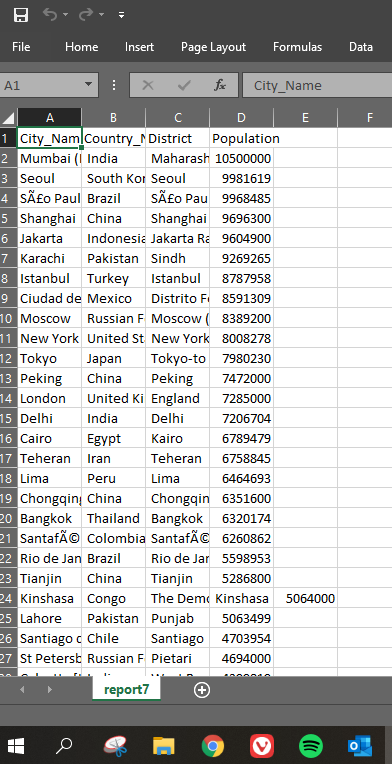 File Home Insert Page Layout Formulas Data
A1 fx City_Name
A B C D E F
1 City_Nam Country_N District Population
2 Mumbai ( India Maharash 10500000
3 Seoul South Kor Seoul 9981619
4 SÃ£o Paul Brazil SÃ£o Pau 9968485
5 Shanghai China Shanghai 9696300
6 Jakarta Indonesia Jakarta Ra 9604900
7 Karachi Pakistan Sindh 9269265
8 Istanbul Turkey Istanbul 8787958
9 Ciudad de Mexico Distrito Fe 8591309
10 Moscow Russian F Moscow ( 8389200
11 New York United St New York 8008278
12 Tokyo Japan Tokyo-to 7980230
13 Peking China Peking 7472000
14 London United Ki England 7285000
15 Delhi India Delhi 7206704
16 Cairo Egypt Kairo 6789479
17 Teheran Iran Teheran 6758845
18 Lima Peru Lima 6464693
19 Chongqing China Chongqin 6351600
20 Bangkok Thailand Bangkok 6320174
21 SantafÃ© Colombia SantafÃ© 6260862
22 Rio de Jan Brazil Rio de Jan 5598953
23 Tianjin China Tianjin 5286800
24 Kinshasa Congo The Demo Kinshasa 5064000
25 Lahore Pakistan Punjab 5063499
26 Santiago d Chile Santiago 4703954
27 St Petersb Russian F Pietari 4694000
report7